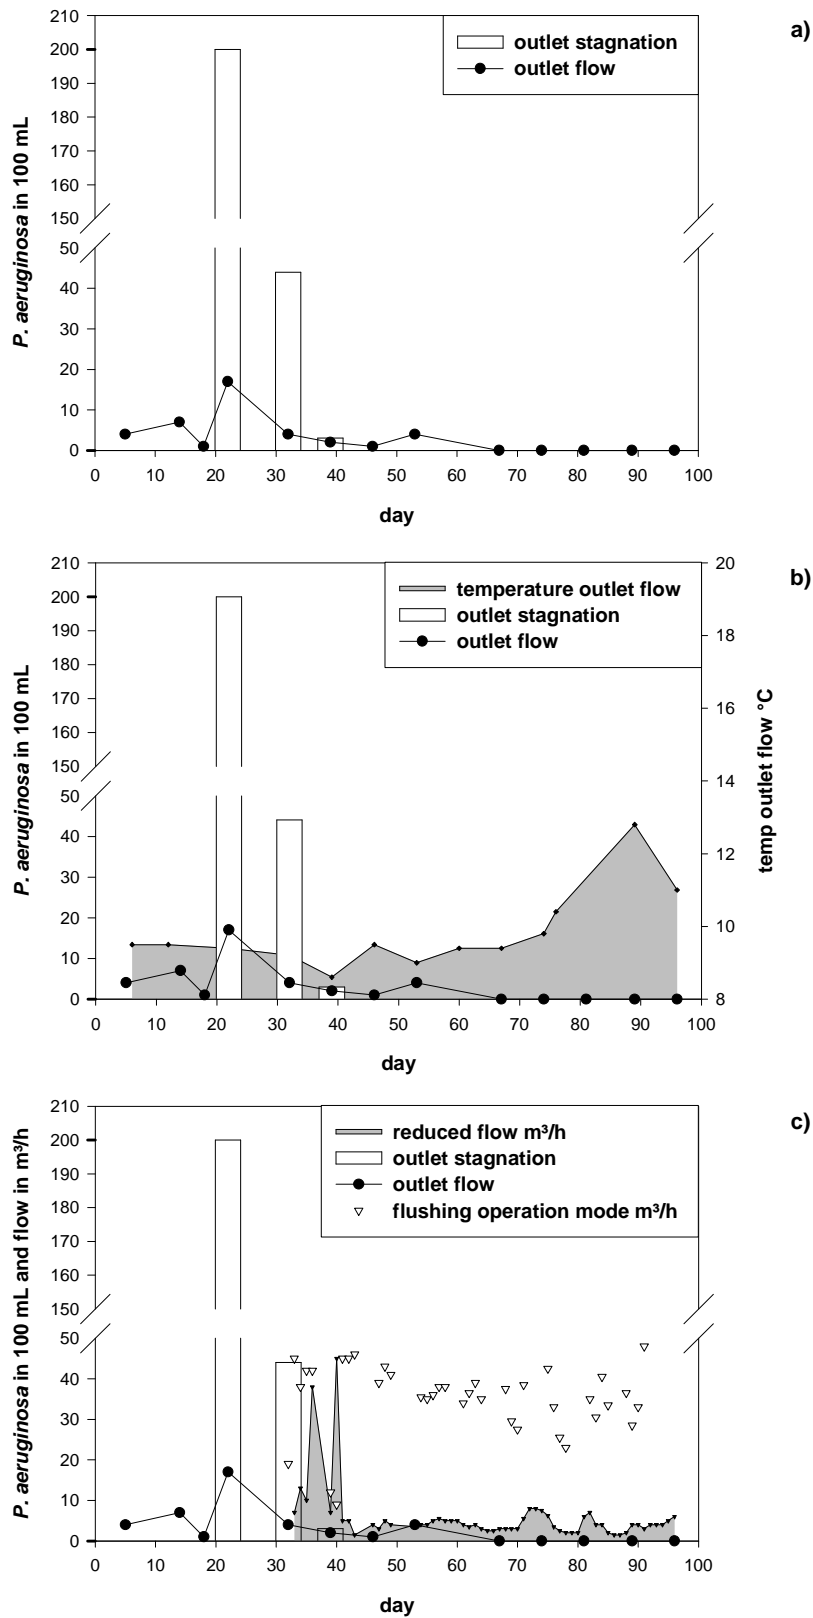 a)
outlet stagnation
outlet flow
P. aeruginosa in 100 mL
210
200
190
180
170
160
150
50
40
30
20
10
0
0 10 20 30 40 50 60 70 80 90 100
day
b)
temperature outlet flow
outlet stagnation
outlet flow
P. aeruginosa in 100 mL
210
200
190
180
170
160
150
50
40
30
20
10
0
20
18
16
14
12
10
8
temp outlet flow °C
0 10 20 30 40 50 60 70 80 90 100
day
c)
reduced flow m³/h
outlet stagnation
outlet flow
flushing operation mode m³/h
P. aeruginosa in 100 mL and flow in m³/h
210
200
190
180
170
160
150
50
40
30
20
10
0
0 10 20 30 40 50 60 70 80 90 100
day